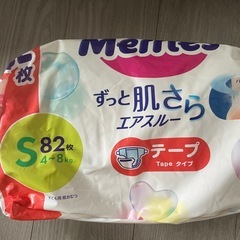 枚
Merries
ずっと肌さら
エアスルー
S 82枚
4~8kg
テープ
Tape タイプ